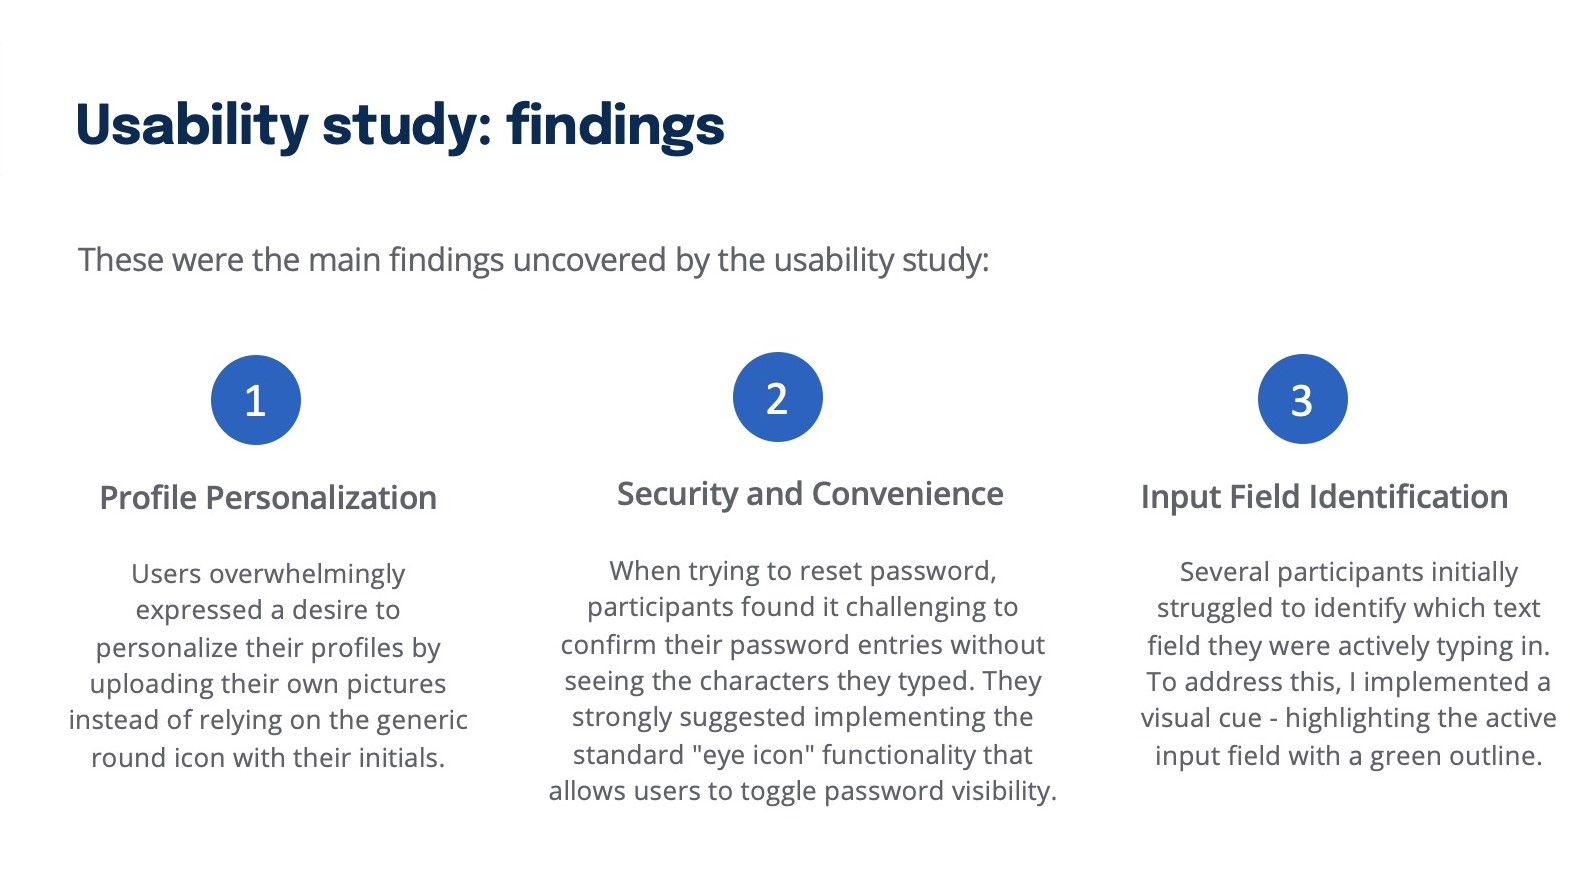 Usability study: findings
These were the main findings uncovered by the usability study:
1
Profile Personalization
Users overwhelmingly
expressed a desire to
personalize their profiles by
uploading their own pictures
instead of relying on the generic
round icon with their initials.
2
Security and Convenience
When trying to reset password,
participants found it challenging to
confirm their password entries without
seeing the characters they typed. They
strongly suggested implementing the
standard "eye icon" functionality that
allows users to toggle password visibility.
3
Input Field Identification
Several participants initially
struggled to identify which text
field they were actively typing in.
To address this, I implemented a
visual cue - highlighting the active
input field with a green outline.